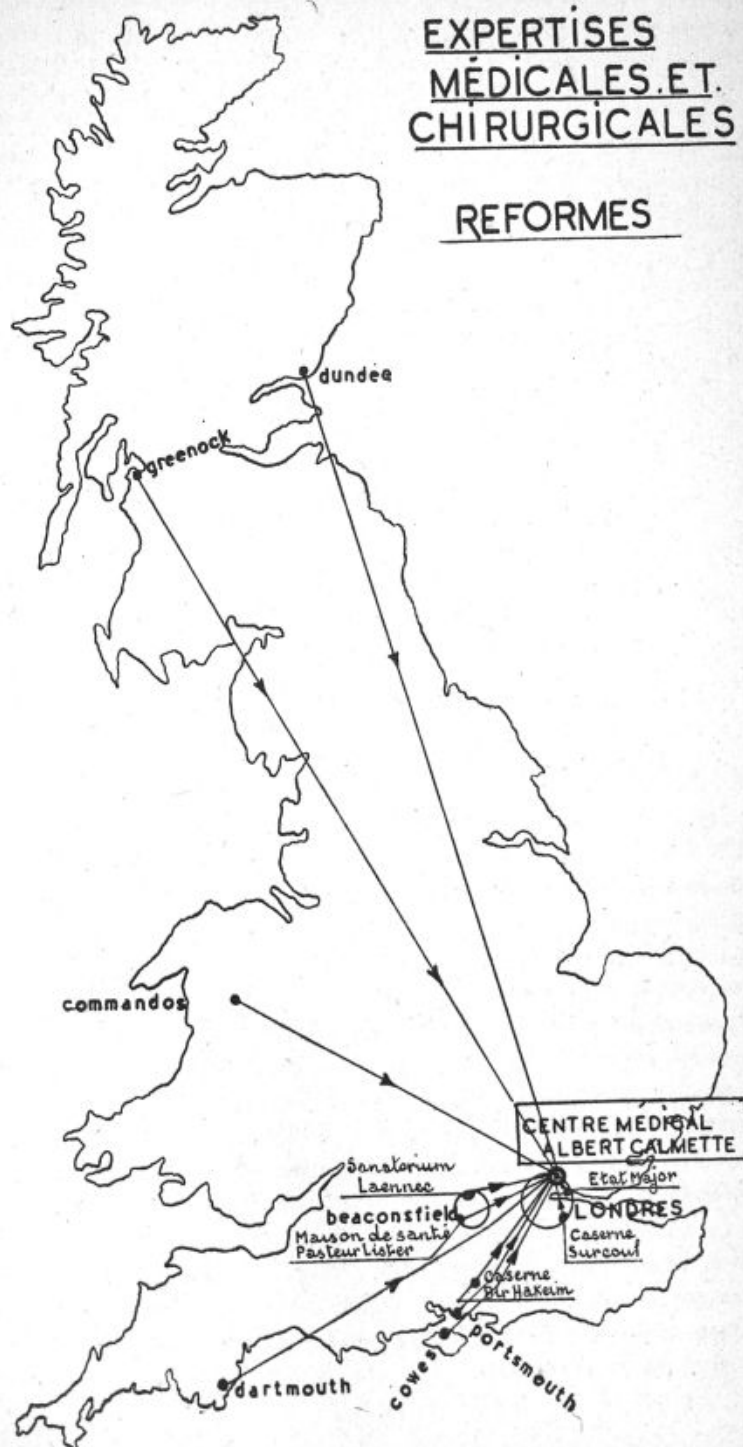 EXPERTISES
MÉDICALES.ET.
CHIRURGICALES
REFORMES
dundee
greenock
commandos
CENTRE MÉDICAL
ALBERT CALMETTE
Sanatorium
Laennec
Etat Major
beaconsfield
LONDRES
Maison de santé
Pasteur Lister
Caserne
Surcouf
Caserne
Bir Hakeim
portsmouth
cowes
dartmouth